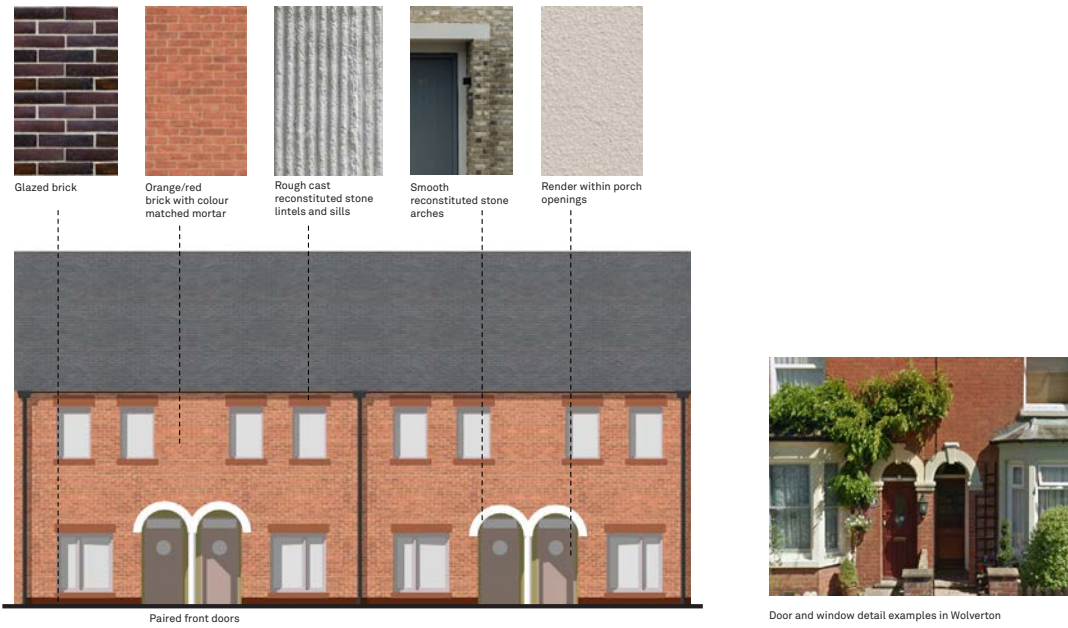 Glazed brick
Orange/red
brick with colour
matched mortar
Rough cast
reconstituted stone
lintels and sills
Smooth
reconstituted stone
arches
Render within porch
openings
Paired front doors
Door and window detail examples in Wolverton